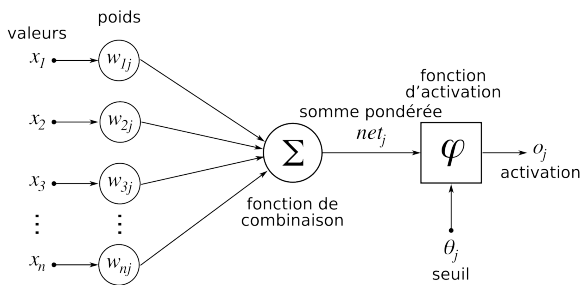 poids
valeurs
x1 w1j
x2 w2j
x3 w3j
⋮ ⋮
xn wnj
Σ
fonction de
combinaison
somme pondérée
netj
fonction
d'activation
φ
oj
activation
θj
seuil